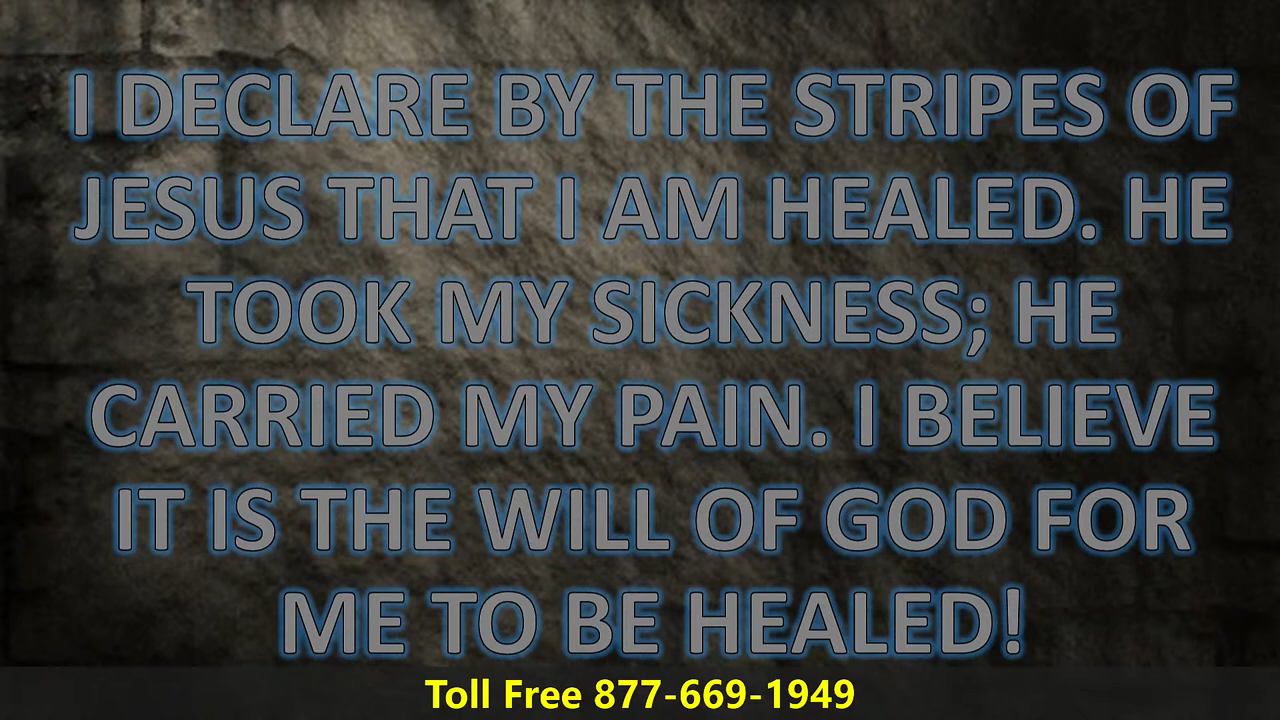 I DECLARE BY THE STRIPES OF
JESUS THAT I AM HEALED. HE
TOOK MY SICKNESS; HE
CARRIED MY PAIN. I BELIEVE
IT IS THE WILL OF GOD FOR
ME TO BE HEALED!
Toll Free 877-669-1949